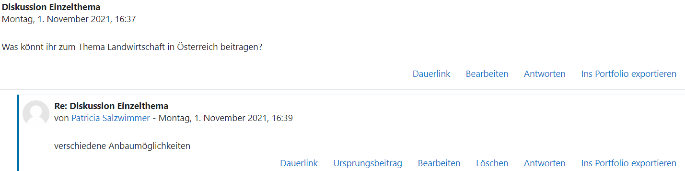 Diskussion Einzelthema
Montag, 1. November 2021, 16:37
Was könnt ihr zum Thema Landwirtschaft in Österreich beitragen?
Dauerlink Bearbeiten Antworten Ins Portfolio exportieren
Re: Diskussion Einzelthema
von Patricia Salzwimmer - Montag, 1. November 2021, 16:39
verschiedene Anbaumöglichkeiten
Dauerlink Ursprungsbeitrag Bearbeiten Löschen Antworten Ins Portfolio exportieren